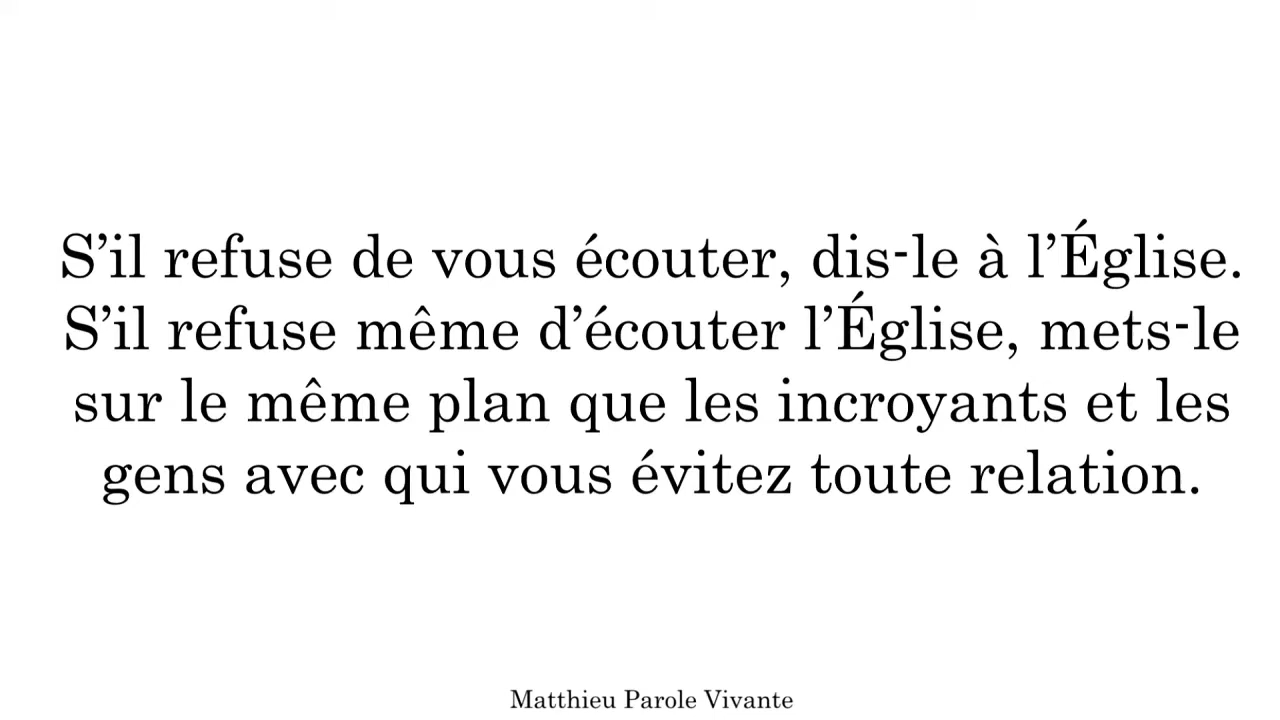 S’il refuse de vous écouter, dis-le à l’Église.
S’il refuse même d’écouter l’Église, mets-le
sur le même plan que les incroyants et les
gens avec qui vous évitez toute relation.
Matthieu Parole Vivante